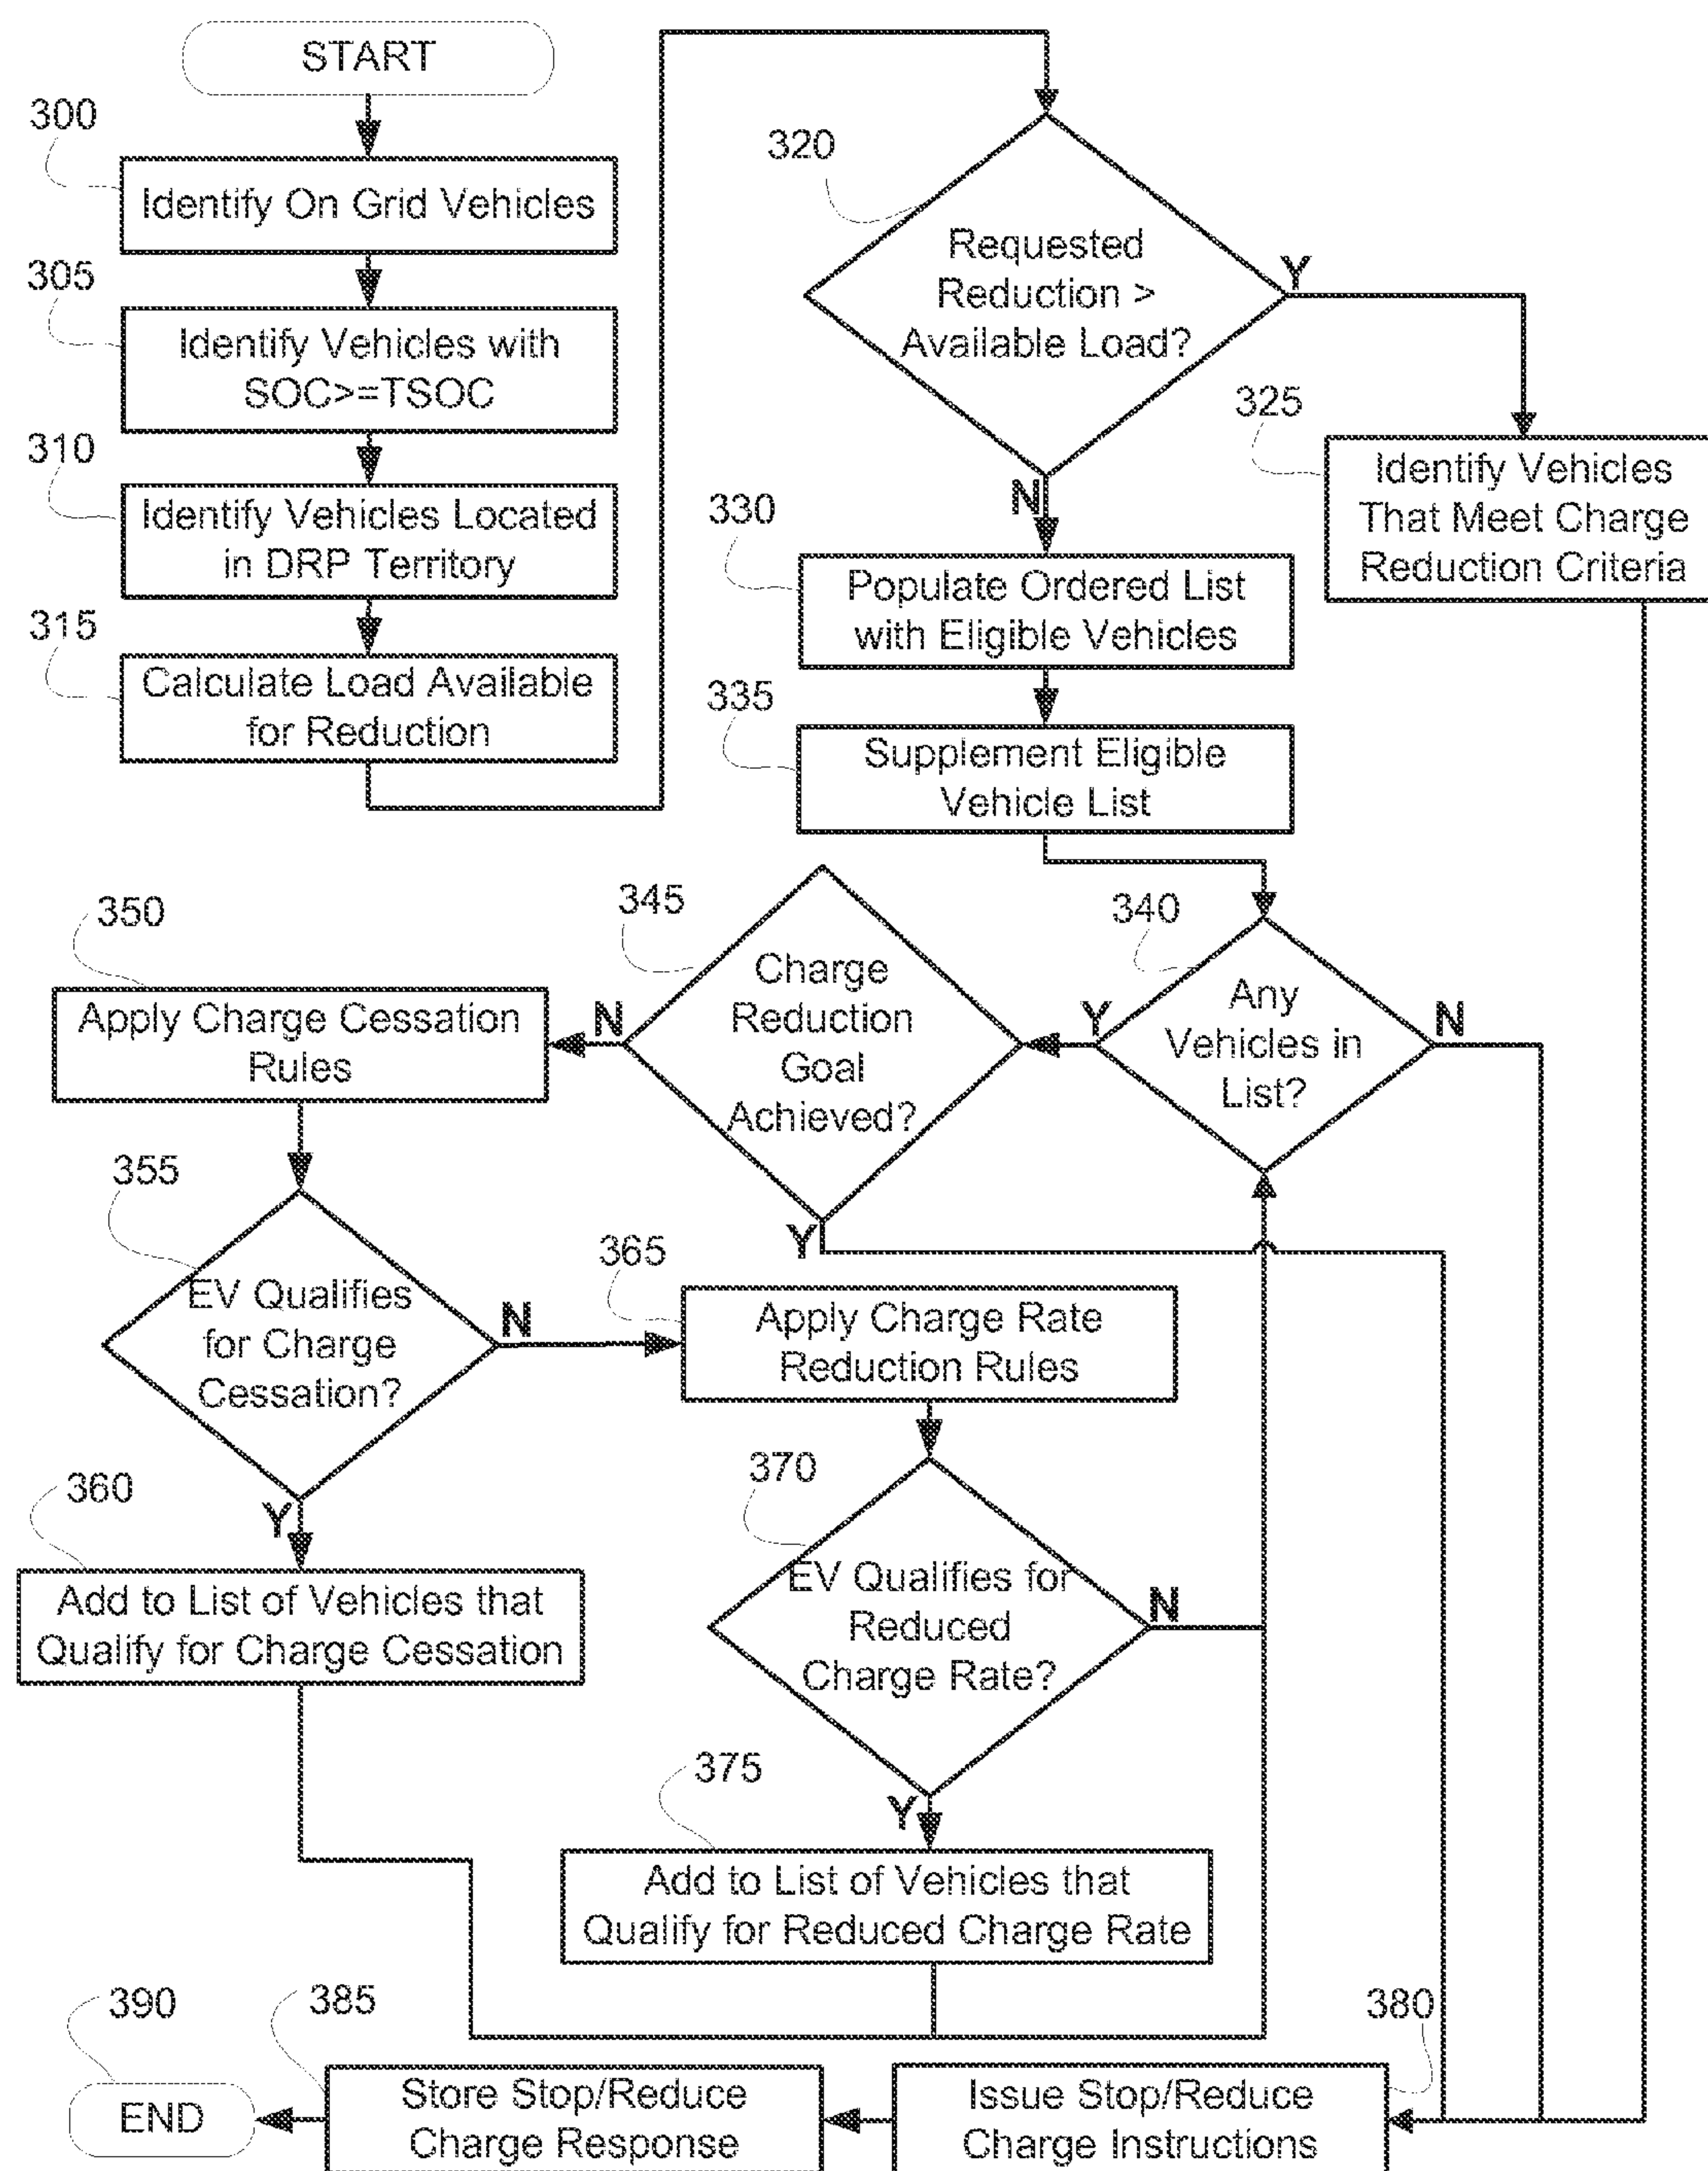 START
300
Identify On Grid Vehicles
305
Identify Vehicles with
SOC>=TSOC
310
Identify Vehicles Located
in DRP Territory
315
Calculate Load Available
for Reduction
320
Requested
Reduction >
Available Load?
Y
N
325
Identify Vehicles
That Meet Charge
Reduction Criteria
330
Populate Ordered List
with Eligible Vehicles
335
Supplement Eligible
Vehicle List
340
Any
Vehicles in
List?
Y
N
345
Charge
Reduction
Goal
Achieved?
N
Y
350
Apply Charge Cessation
Rules
355
EV Qualifies
for Charge
Cessation?
N
Y
360
Add to List of Vehicles that
Qualify for Charge Cessation
365
Apply Charge Rate
Reduction Rules
370
EV Qualifies for
Reduced
Charge Rate?
N
Y
375
Add to List of Vehicles that
Qualify for Reduced Charge Rate
380
Issue Stop/Reduce
Charge Instructions
385
Store Stop/Reduce
Charge Response
390
END